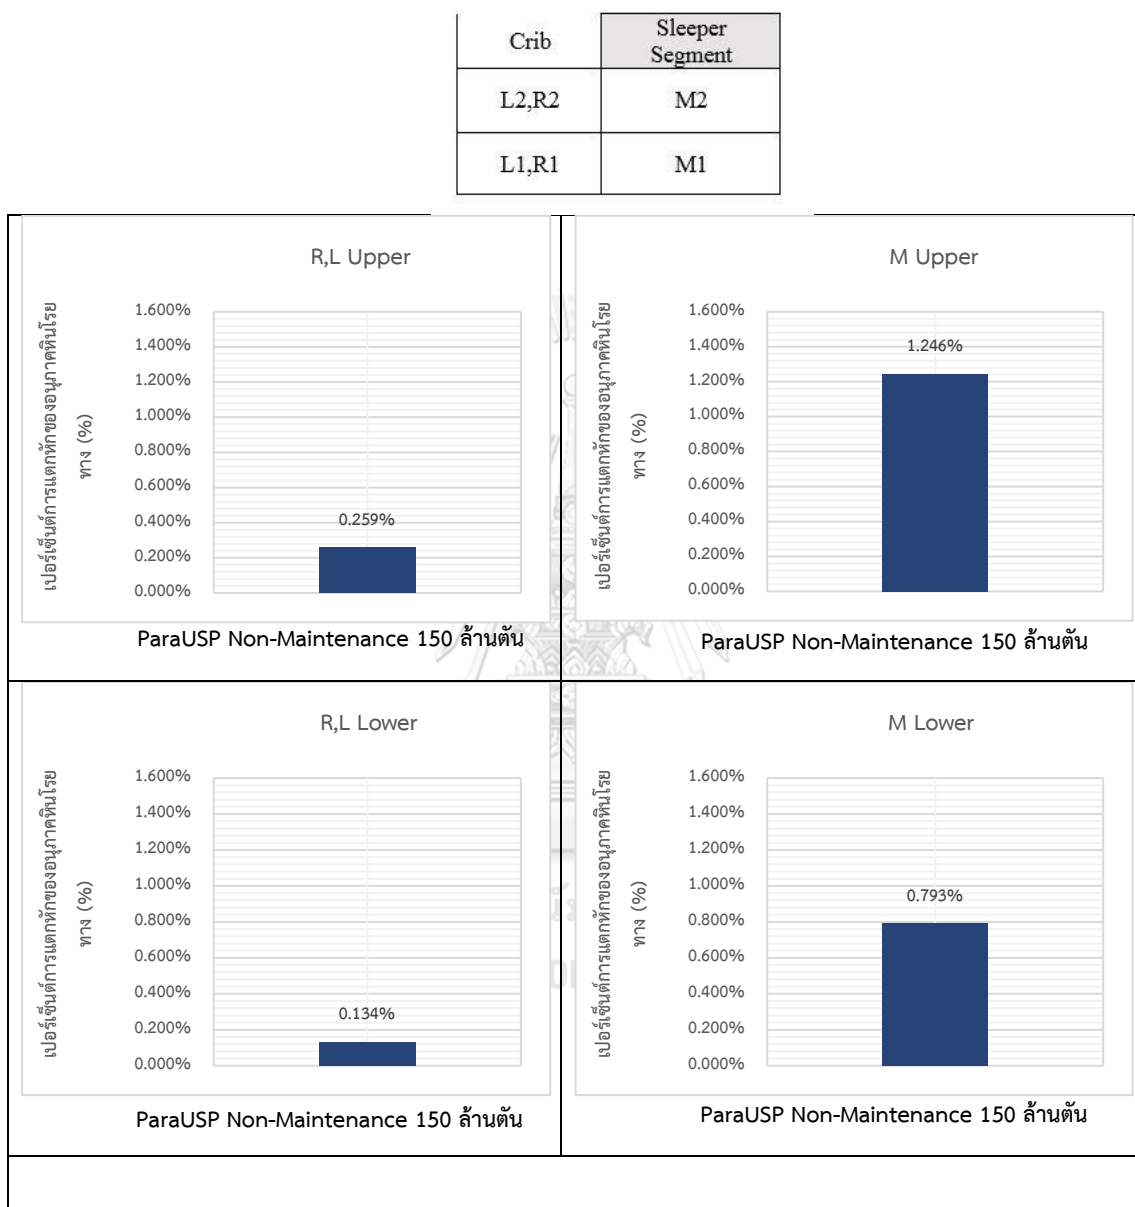 Crib
Sleeper
Segment
L2,R2
M2
L1,R1
M1
R,L Upper
เปอร์เซ็นต์การแตกหักของอนุภาคหินโรย
ทาง (%)
1.600%
1.400%
1.200%
1.000%
0.800%
0.600%
0.400%
0.200%
0.000%
0.259%
ParaUSP Non-Maintenance 150 ล้านตัน
M Upper
เปอร์เซ็นต์การแตกหักของอนุภาคหินโรย
ทาง (%)
1.600%
1.400%
1.200%
1.000%
0.800%
0.600%
0.400%
0.200%
0.000%
1.246%
ParaUSP Non-Maintenance 150 ล้านตัน
R,L Lower
เปอร์เซ็นต์การแตกหักของอนุภาคหินโรย
ทาง (%)
1.600%
1.400%
1.200%
1.000%
0.800%
0.600%
0.400%
0.200%
0.000%
0.134%
ParaUSP Non-Maintenance 150 ล้านตัน
M Lower
เปอร์เซ็นต์การแตกหักของอนุภาคหินโรย
ทาง (%)
1.600%
1.400%
1.200%
1.000%
0.800%
0.600%
0.400%
0.200%
0.000%
0.793%
ParaUSP Non-Maintenance 150 ล้านตัน